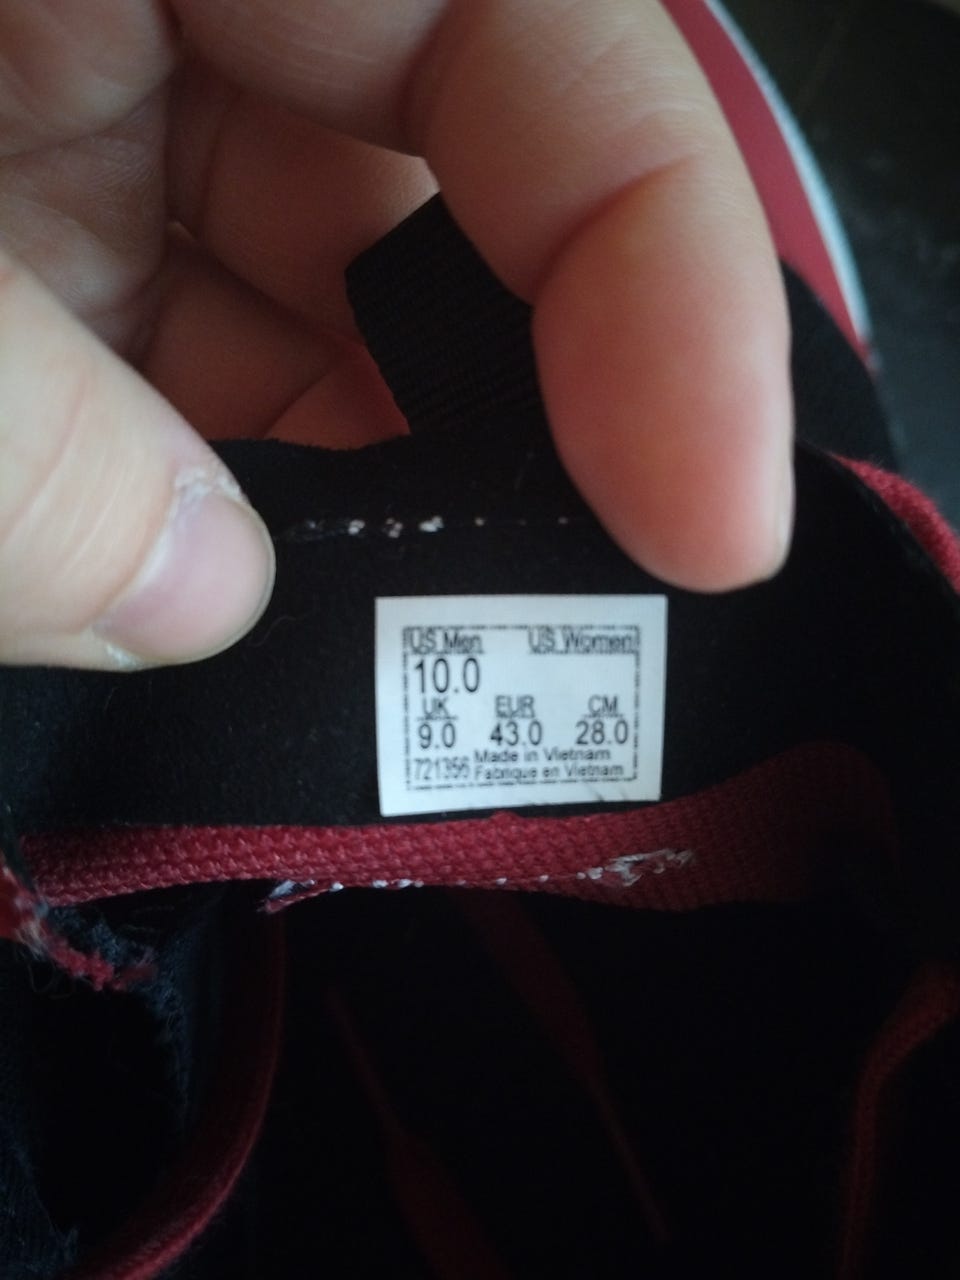 US Men US Women
10.0
UK EUR CM
9.0 43.0 28.0
Made in Vietnam
721356 Fabrique en Vietnam